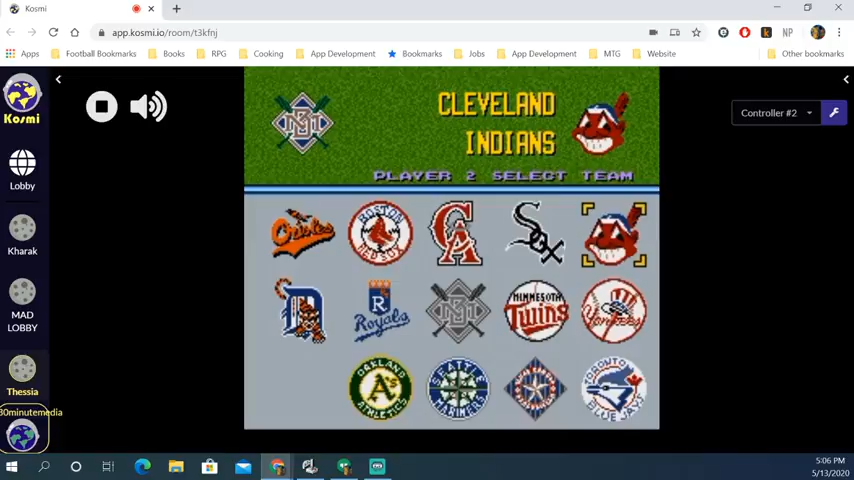 Kosmi
app.kosmi.io/room/t3kfnj
NP
Apps
Football Bookmarks
Books
RPG
Cooking
App Development
Bookmarks
Jobs
App Development
MTG
Website
Other bookmarks
Kosmi
Lobby
Kharak
MAD
LOBBY
Thessia
30minutemedia
CLEVELAND
INDIANS
PLAYER 2 SELECT TEAM
Controller #2
Orioles
BOSTON
RED SOX
CA
SOX
D
R
Royals
MINNESOTA
Twins
Yankees
OAKLAND
A's
ATHLETICS
SEATTLE
MARINERS
TORONTO
BLUE JAYS
5:06 PM
5/13/2020